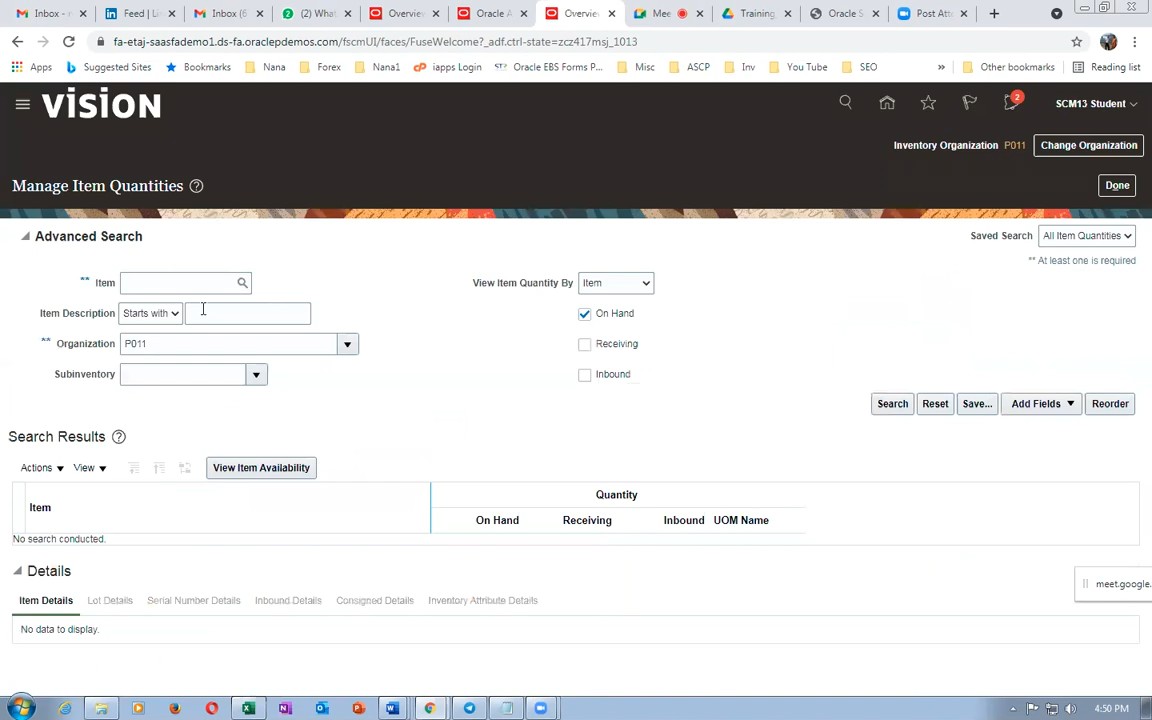 Inbox - n
Feed | Lin
Inbox (6
(2) What
Overview
Oracle A
Overvie
Mee
Training
Oracle S
Post Atte
fa-etaj-saasfademo1.ds-fa.oraclepdemos.com/fscmUI/faces/FuseWelcome?_adf.ctrl-state=zcz417msj_1013
Apps
Suggested Sites
Bookmarks
Nana
Forex
Nana1
iapps Login
Oracle EBS Forms P...
Misc
ASCP
Inv
You Tube
SEO
»
Other bookmarks
Reading list
vision
2
SCM13 Student
Inventory Organization P011 Change Organization
Manage Item Quantities ?
Done
Advanced Search
Saved Search All Item Quantities
** At least one is required
** Item
View Item Quantity By Item
Item Description Starts with
On Hand
** Organization P011
Receiving
Subinventory
Inbound
Search Reset Save... Add Fields Reorder
Search Results ?
Actions View View Item Availability
Item
Quantity
On Hand Receiving Inbound UOM Name
No search conducted.
Details
meet.google.
Item Details Lot Details Serial Number Details Inbound Details Consigned Details Inventory Attribute Details
No data to display.
4:50 PM